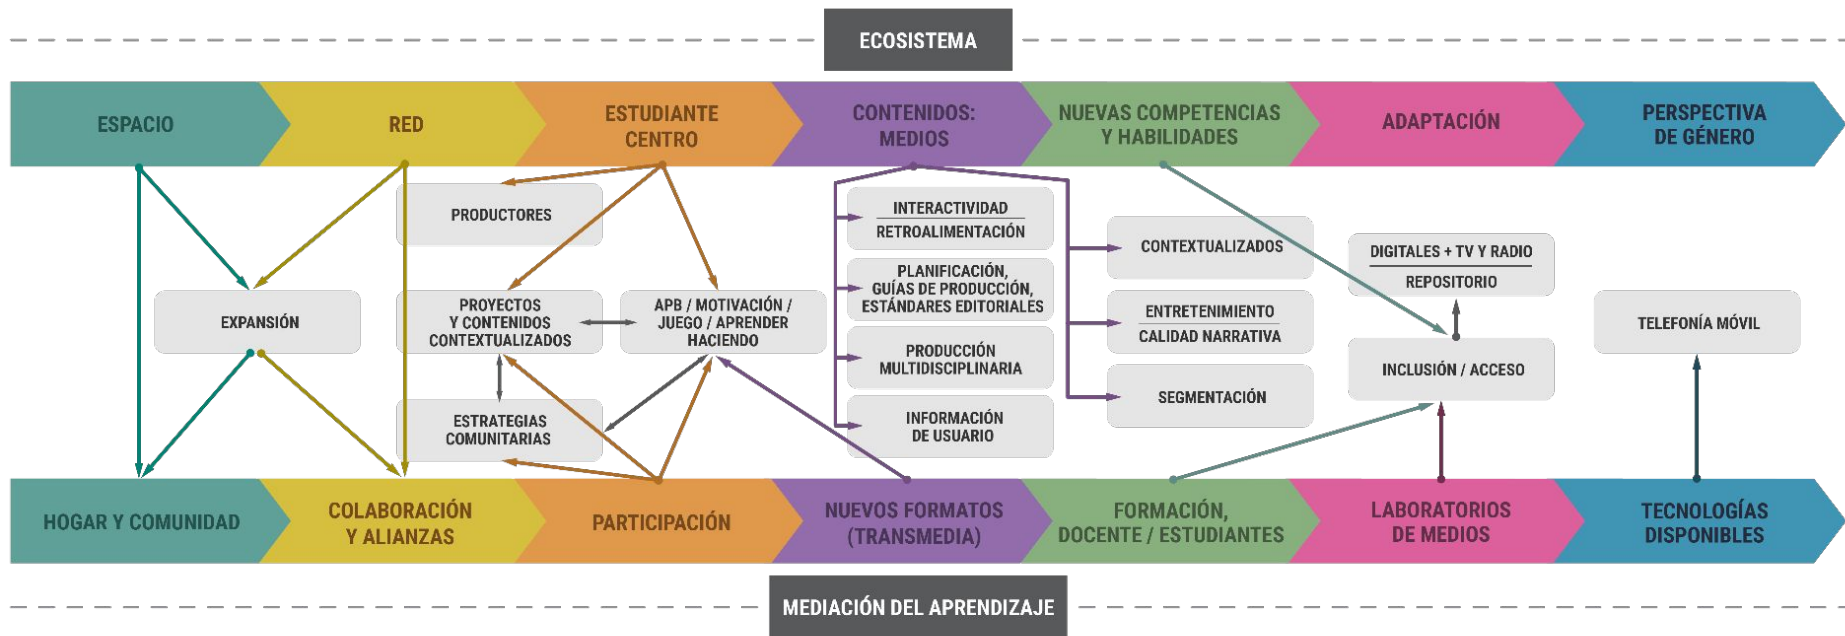 ECOSISTEMA
ESPACIO
RED
ESTUDIANTE
CENTRO
CONTENIDOS:
MEDIOS
NUEVAS COMPETENCIAS
Y HABILIDADES
ADAPTACIÓN
PERSPECTIVA
DE GÉNERO
PRODUCTORES
INTERACTIVIDAD
RETROALIMENTACIÓN
CONTEXTUALIZADOS
DIGITALES + TV Y RADIO
REPOSITORIO
EXPANSIÓN
PROYECTOS
Y CONTENIDOS
CONTEXTUALIZADOS
APB / MOTIVACIÓN /
JUEGO / APRENDER
HACIENDO
PLANIFICACIÓN,
GUÍAS DE PRODUCCIÓN,
ESTÁNDARES EDITORIALES
ENTRETENIMIENTO
CALIDAD NARRATIVA
TELEFONÍA MÓVIL
PRODUCCIÓN
MULTIDISCIPLINARIA
INCLUSIÓN / ACCESO
ESTRATEGIAS
COMUNITARIAS
INFORMACIÓN
DE USUARIO
SEGMENTACIÓN
HOGAR Y COMUNIDAD
COLABORACIÓN
Y ALIANZAS
PARTICIPACIÓN
NUEVOS FORMATOS
(TRANSMEDIA)
FORMACIÓN,
DOCENTE / ESTUDIANTES
LABORATORIOS
DE MEDIOS
TECNOLOGÍAS
DISPONIBLES
MEDIACIÓN DEL APRENDIZAJE